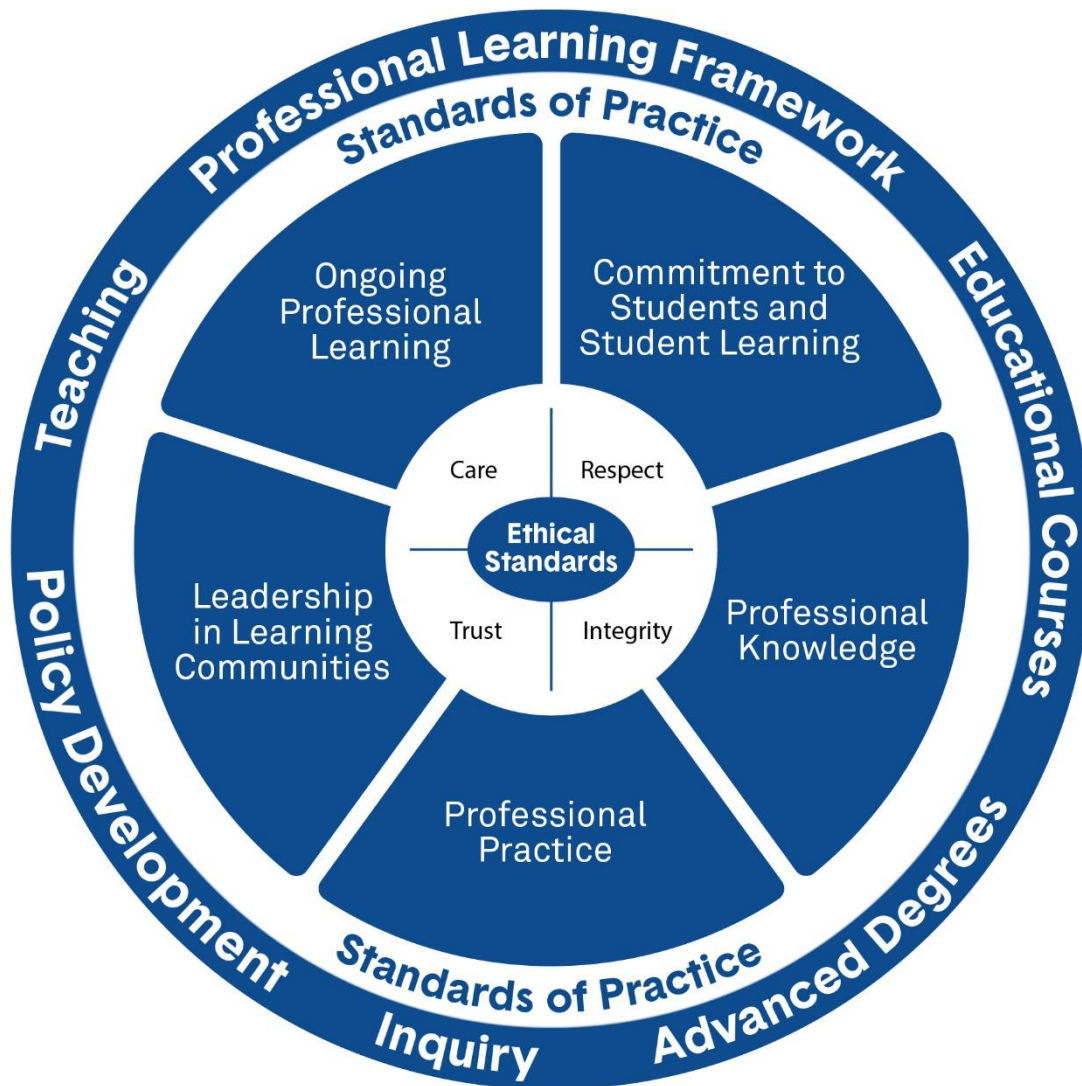 Professional Learning Framework
Educational Courses
Advanced Degrees
Inquiry
Policy Development
Teaching
Standards of Practice
Commitment to
Students and
Student Learning
Professional
Knowledge
Professional
Practice
Leadership
in Learning
Communities
Ongoing
Professional
Learning
Standards of Practice
Care
Respect
Ethical
Standards
Trust
Integrity